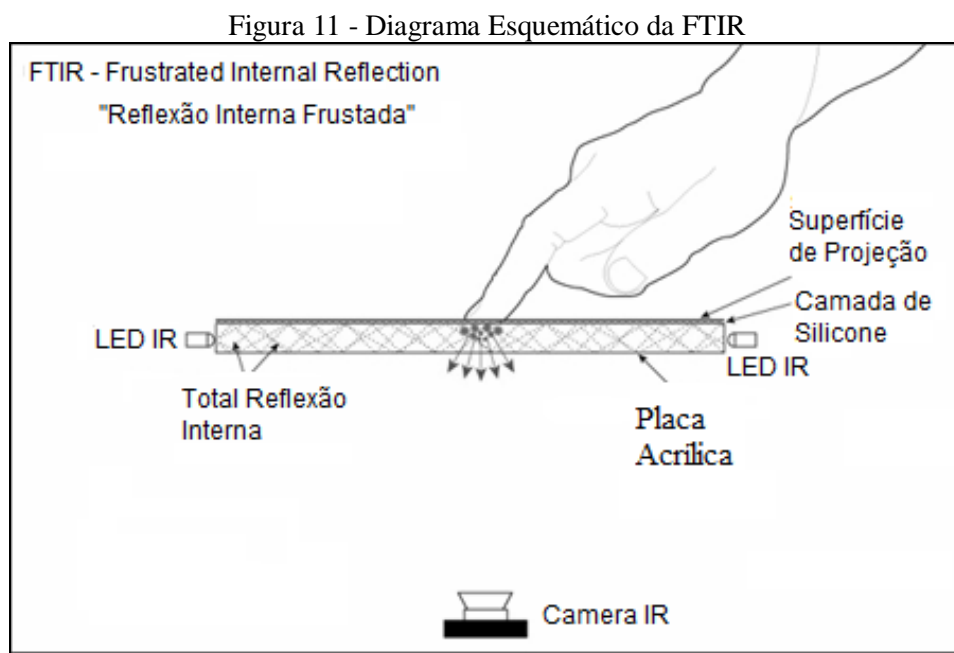 Figura 11 - Diagrama Esquemático da FTIR
FTIR - Frustrated Internal Reflection
"Reflexão Interna Frustada"
Superfície
de Projeção
Camada de
Silicone
LED IR
LED IR
Total Reflexão
Interna
Placa
Acrilica
Camera IR